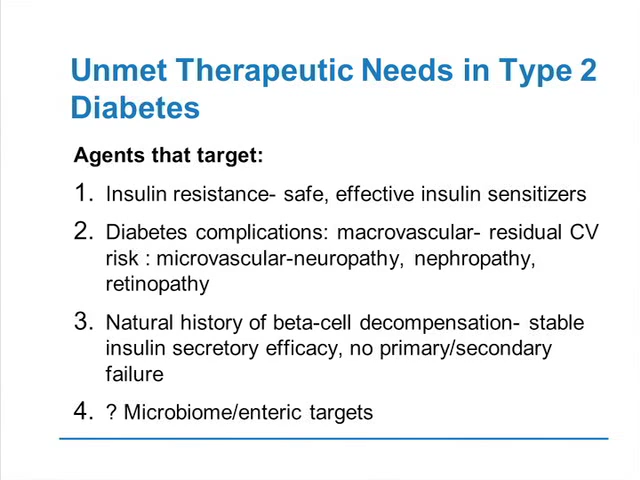 Unmet Therapeutic Needs in Type 2
Diabetes
Agents that target:
1. Insulin resistance- safe, effective insulin sensitizers
2. Diabetes complications: macrovascular- residual CV
risk : microvascular-neuropathy, nephropathy,
retinopathy
3. Natural history of beta-cell decompensation- stable
insulin secretory efficacy, no primary/secondary
failure
4. ? Microbiome/enteric targets